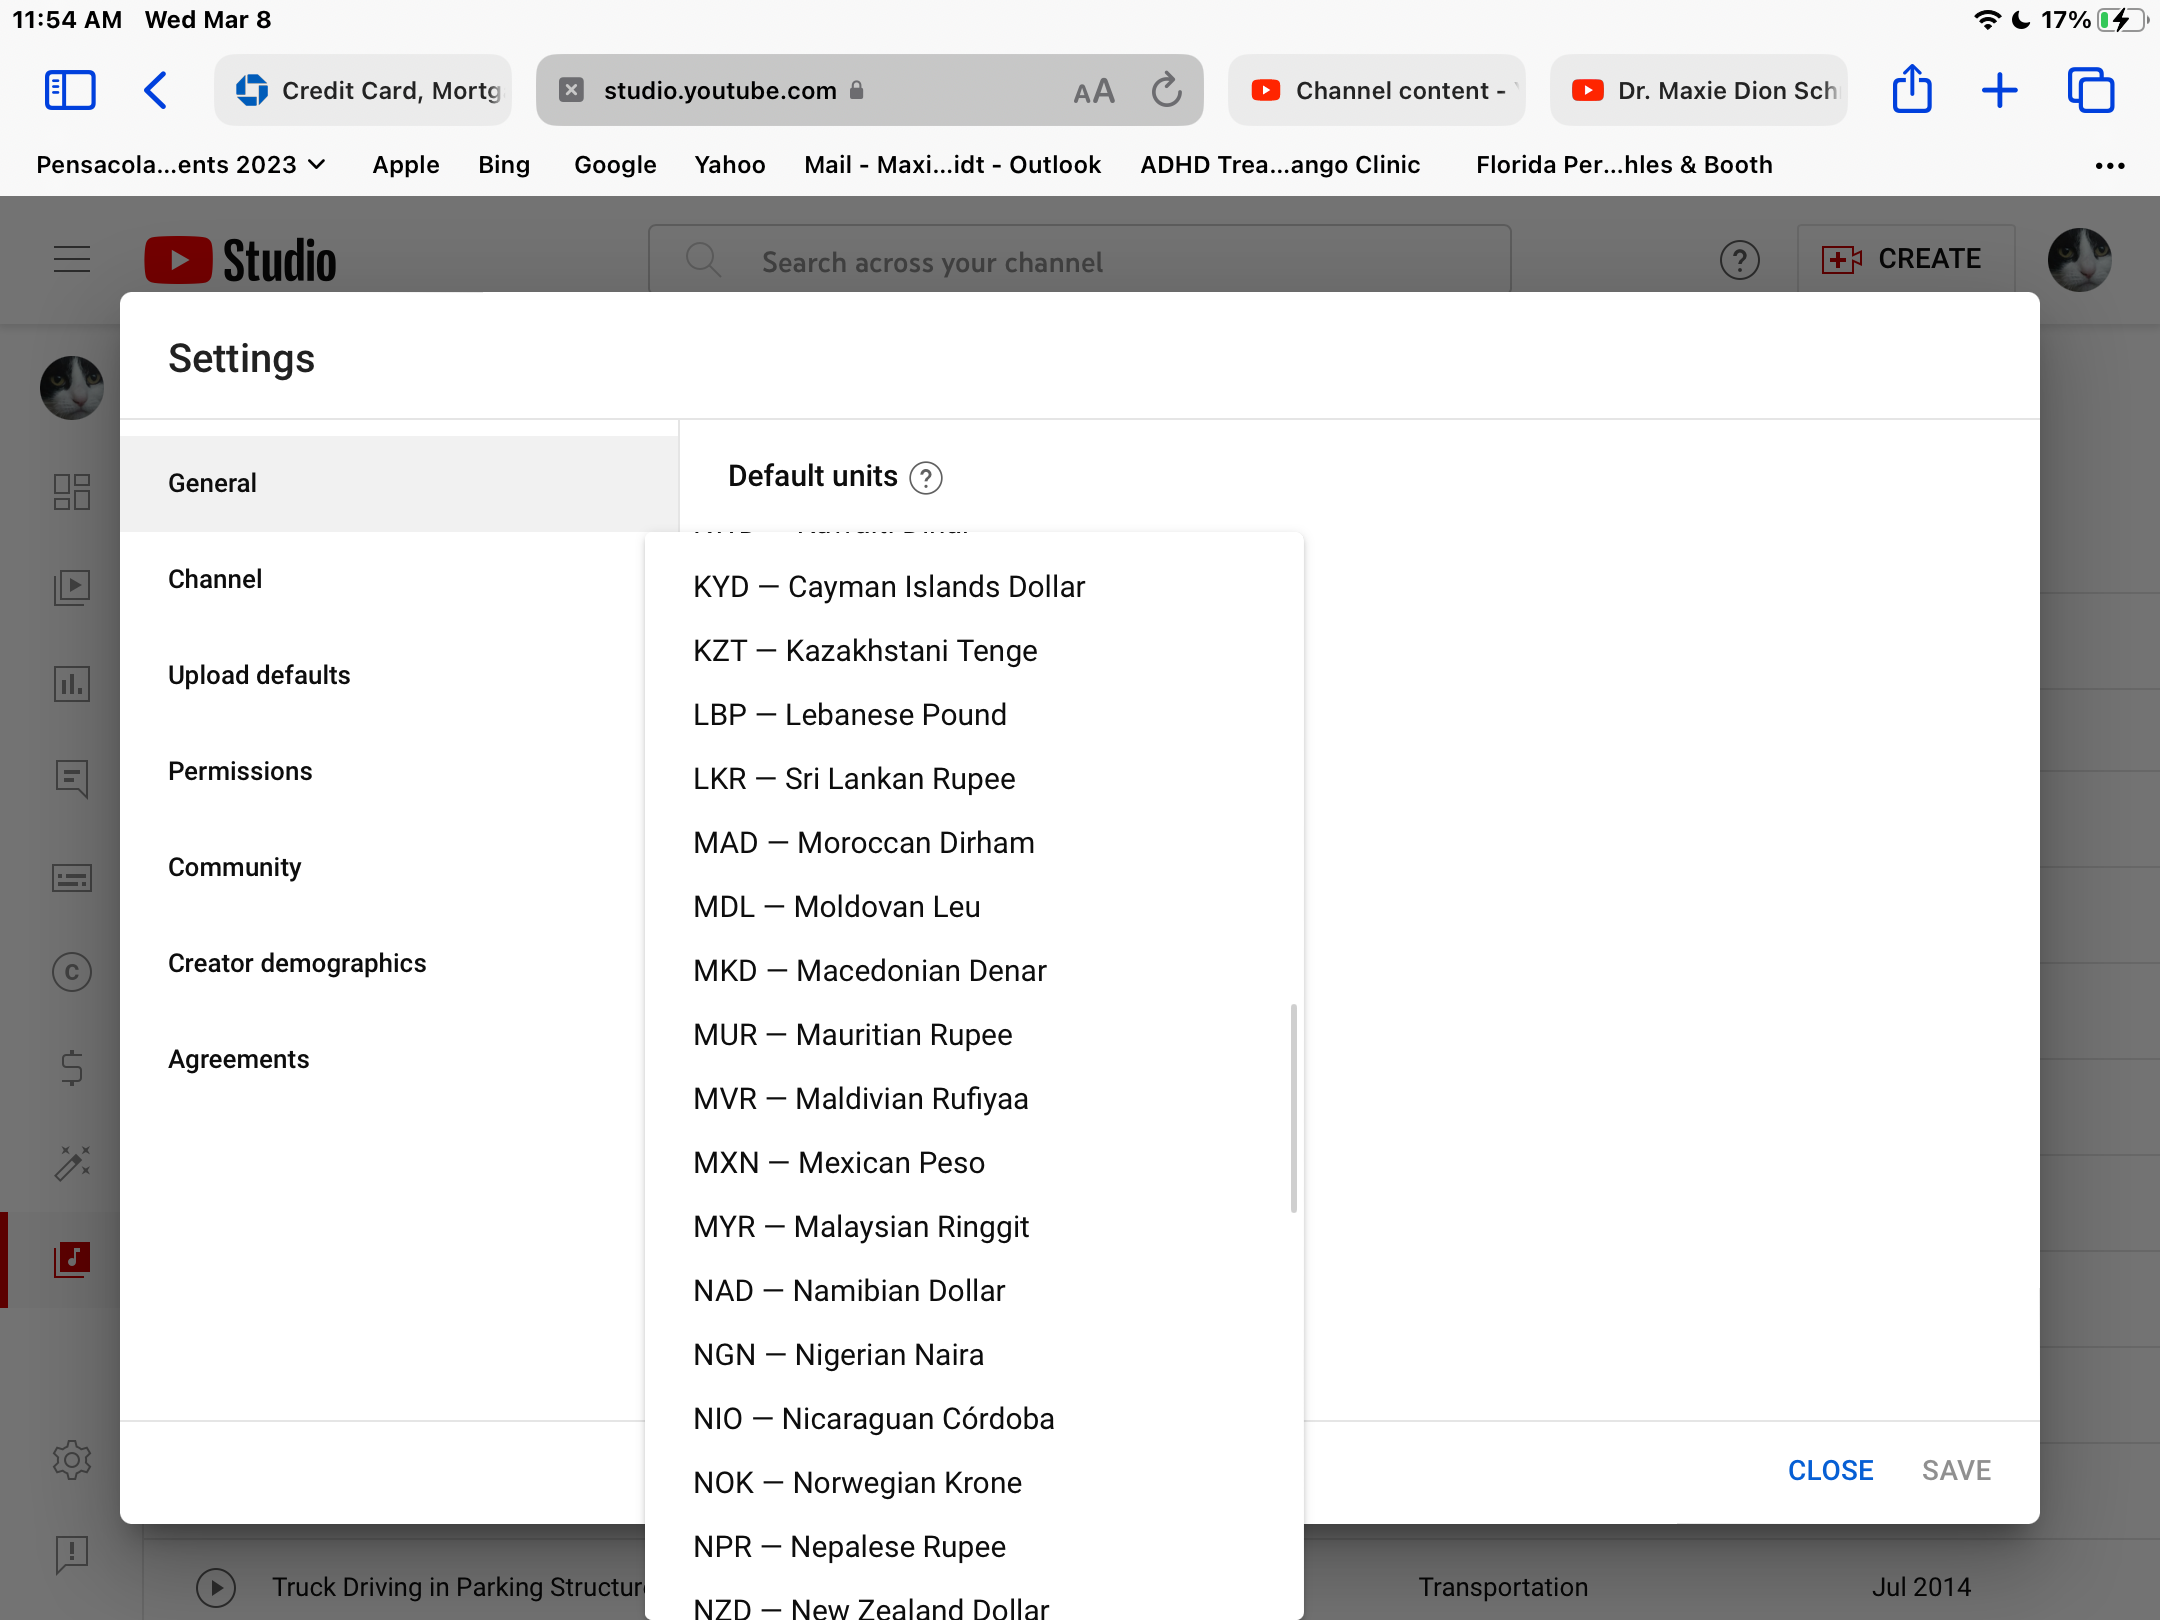 11:54 AM Wed Mar 8
17%
Credit Card, Mortg
studio.youtube.com
AA
Channel content -
Dr. Maxie Dion Sch
Pensacola...ents 2023
Apple
Bing
Google
Yahoo
Mail - Maxi...idt - Outlook
ADHD Trea...ango Clinic
Florida Per...hles & Booth
Studio
Search across your channel
CREATE
Settings
General
Channel
Upload defaults
Permissions
Community
Creator demographics
Agreements
Default units
KYD — Cayman Islands Dollar
KZT — Kazakhstani Tenge
LBP — Lebanese Pound
LKR — Sri Lankan Rupee
MAD — Moroccan Dirham
MDL — Moldovan Leu
MKD — Macedonian Denar
MUR — Mauritian Rupee
MVR — Maldivian Rufiyaa
MXN — Mexican Peso
MYR — Malaysian Ringgit
NAD — Namibian Dollar
NGN — Nigerian Naira
NIO — Nicaraguan Córdoba
NOK — Norwegian Krone
NPR — Nepalese Rupee
NZD — New Zealand Dollar
CLOSE
SAVE
Truck Driving in Parking Structur
Transportation
Jul 2014